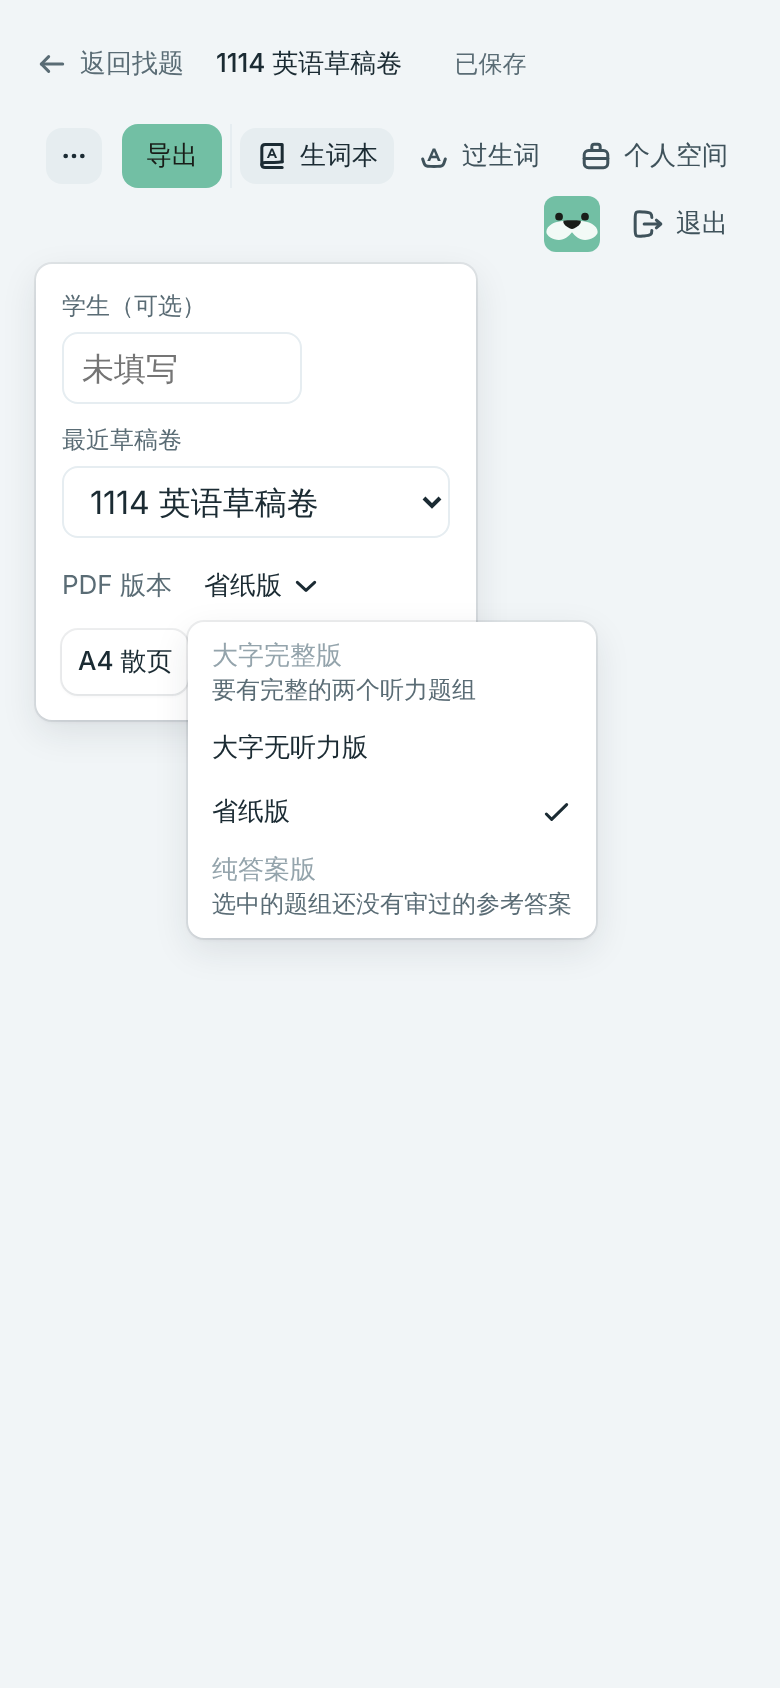 返回找题 1114 英语草稿卷 已保存
导出 生词本 过生词 个人空间
退出
学生（可选）
未填写
最近草稿卷
1114 英语草稿卷
PDF 版本 省纸版
A4 散页
大字完整版
要有完整的两个听力题组
大字无听力版
省纸版
纯答案版
选中的题组还没有审过的参考答案